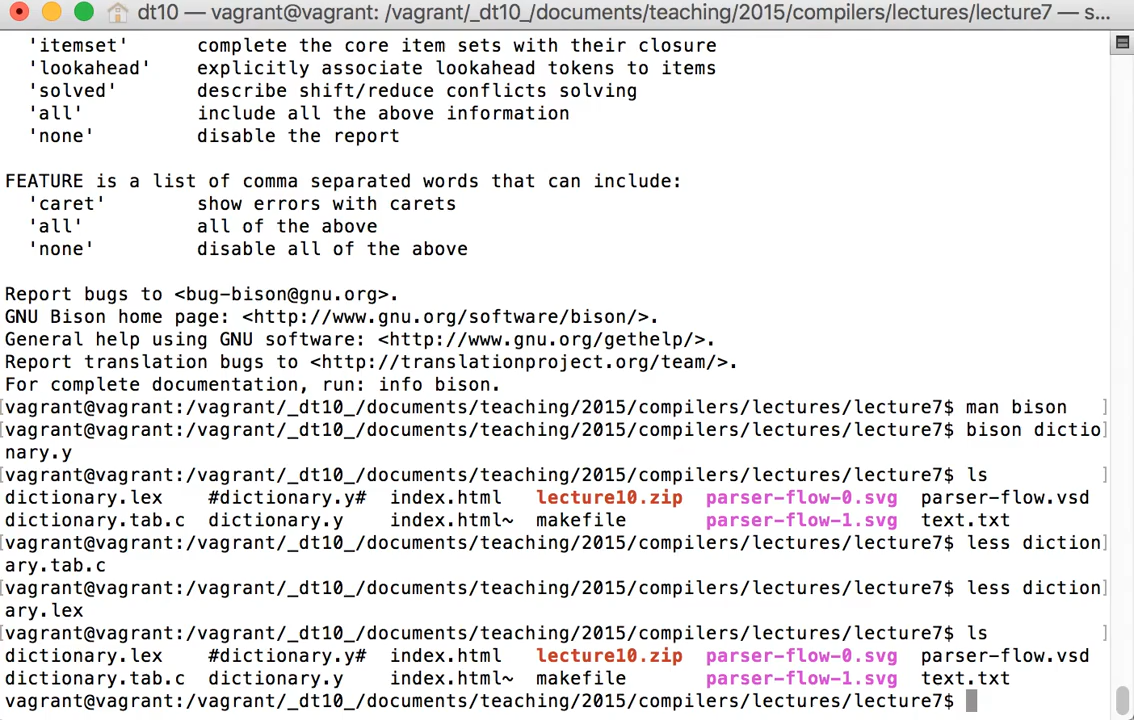 dt10 — vagrant@vagrant: /vagrant/_dt10_/documents/teaching/2015/compilers/lectures/lecture7 — s...
'itemset' complete the core item sets with their closure
'lookahead' explicitly associate lookahead tokens to items
'solved' describe shift/reduce conflicts solving
'all' include all the above information
'none' disable the report
FEATURE is a list of comma separated words that can include:
'caret' show errors with carets
'all' all of the above
'none' disable all of the above
Report bugs to <bug-bison@gnu.org>.
GNU Bison home page: <http://www.gnu.org/software/bison/>.
General help using GNU software: <http://www.gnu.org/gethelp/>.
Report translation bugs to <http://translationproject.org/team/>.
For complete documentation, run: info bison.
[vagrant@vagrant:/vagrant/_dt10_/documents/teaching/2015/compilers/lectures/lecture7$ man bison ]
[vagrant@vagrant:/vagrant/_dt10_/documents/teaching/2015/compilers/lectures/lecture7$ bison dictio]
nary.y
[vagrant@vagrant:/vagrant/_dt10_/documents/teaching/2015/compilers/lectures/lecture7$ ls ]
dictionary.lex #dictionary.y# index.html lecture10.zip parser-flow-0.svg parser-flow.vsd
dictionary.tab.c dictionary.y index.html~ makefile parser-flow-1.svg text.txt
[vagrant@vagrant:/vagrant/_dt10_/documents/teaching/2015/compilers/lectures/lecture7$ less diction]
ary.tab.c
[vagrant@vagrant:/vagrant/_dt10_/documents/teaching/2015/compilers/lectures/lecture7$ less diction]
ary.lex
[vagrant@vagrant:/vagrant/_dt10_/documents/teaching/2015/compilers/lectures/lecture7$ ls ]
dictionary.lex #dictionary.y# index.html lecture10.zip parser-flow-0.svg parser-flow.vsd
dictionary.tab.c dictionary.y index.html~ makefile parser-flow-1.svg text.txt
vagrant@vagrant:/vagrant/_dt10_/documents/teaching/2015/compilers/lectures/lecture7$